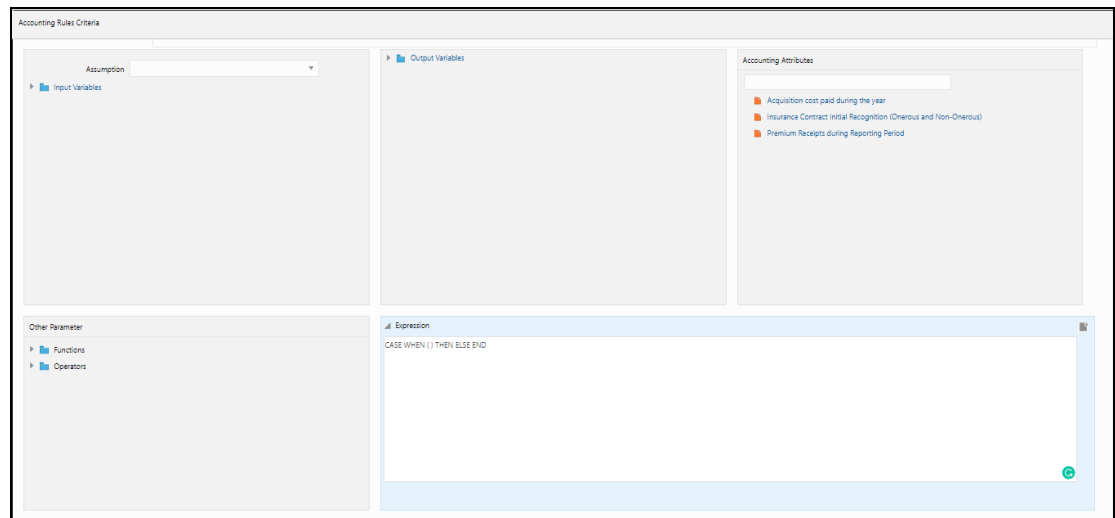 Accounting Rules Criteria
Assumption
Input Variables
Output Variables
Accounting Attributes
Acquisition cost paid during the year
Insurance Contract Initial Recognition (Onerous and Non-Onerous)
Premium Receipts during Reporting Period
Other Parameter
Functions
Operators
Expression
CASE WHEN ( ) THEN ELSE END